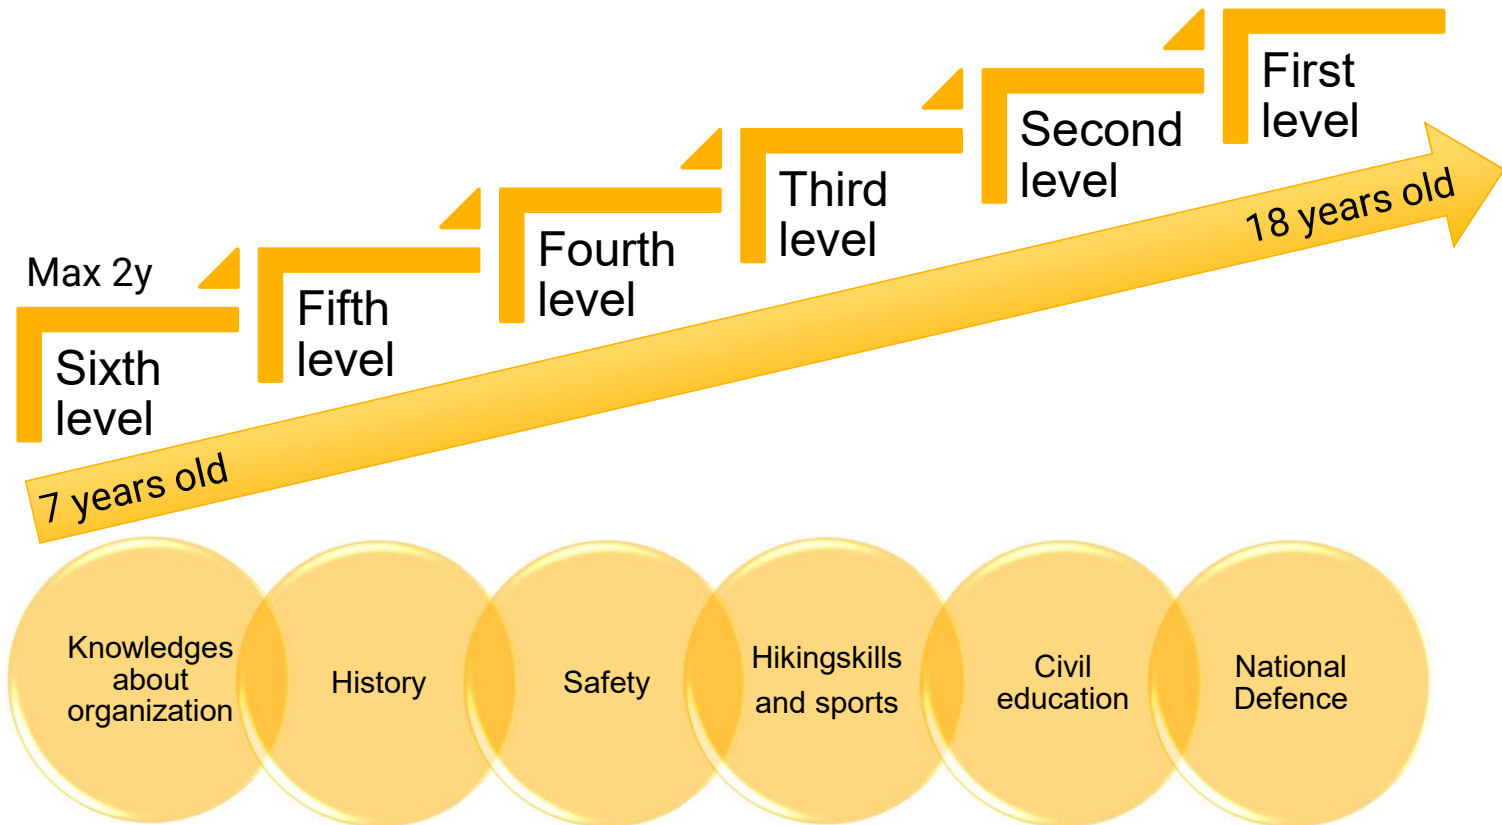 First
level
Second
level
Third
level
Fourth
level
Max 2y
Fifth
level
Sixth
level
18 years old
7 years old
Knowledges
about
organization
History
Safety
Hikingskills
and sports
Civil
education
National
Defence